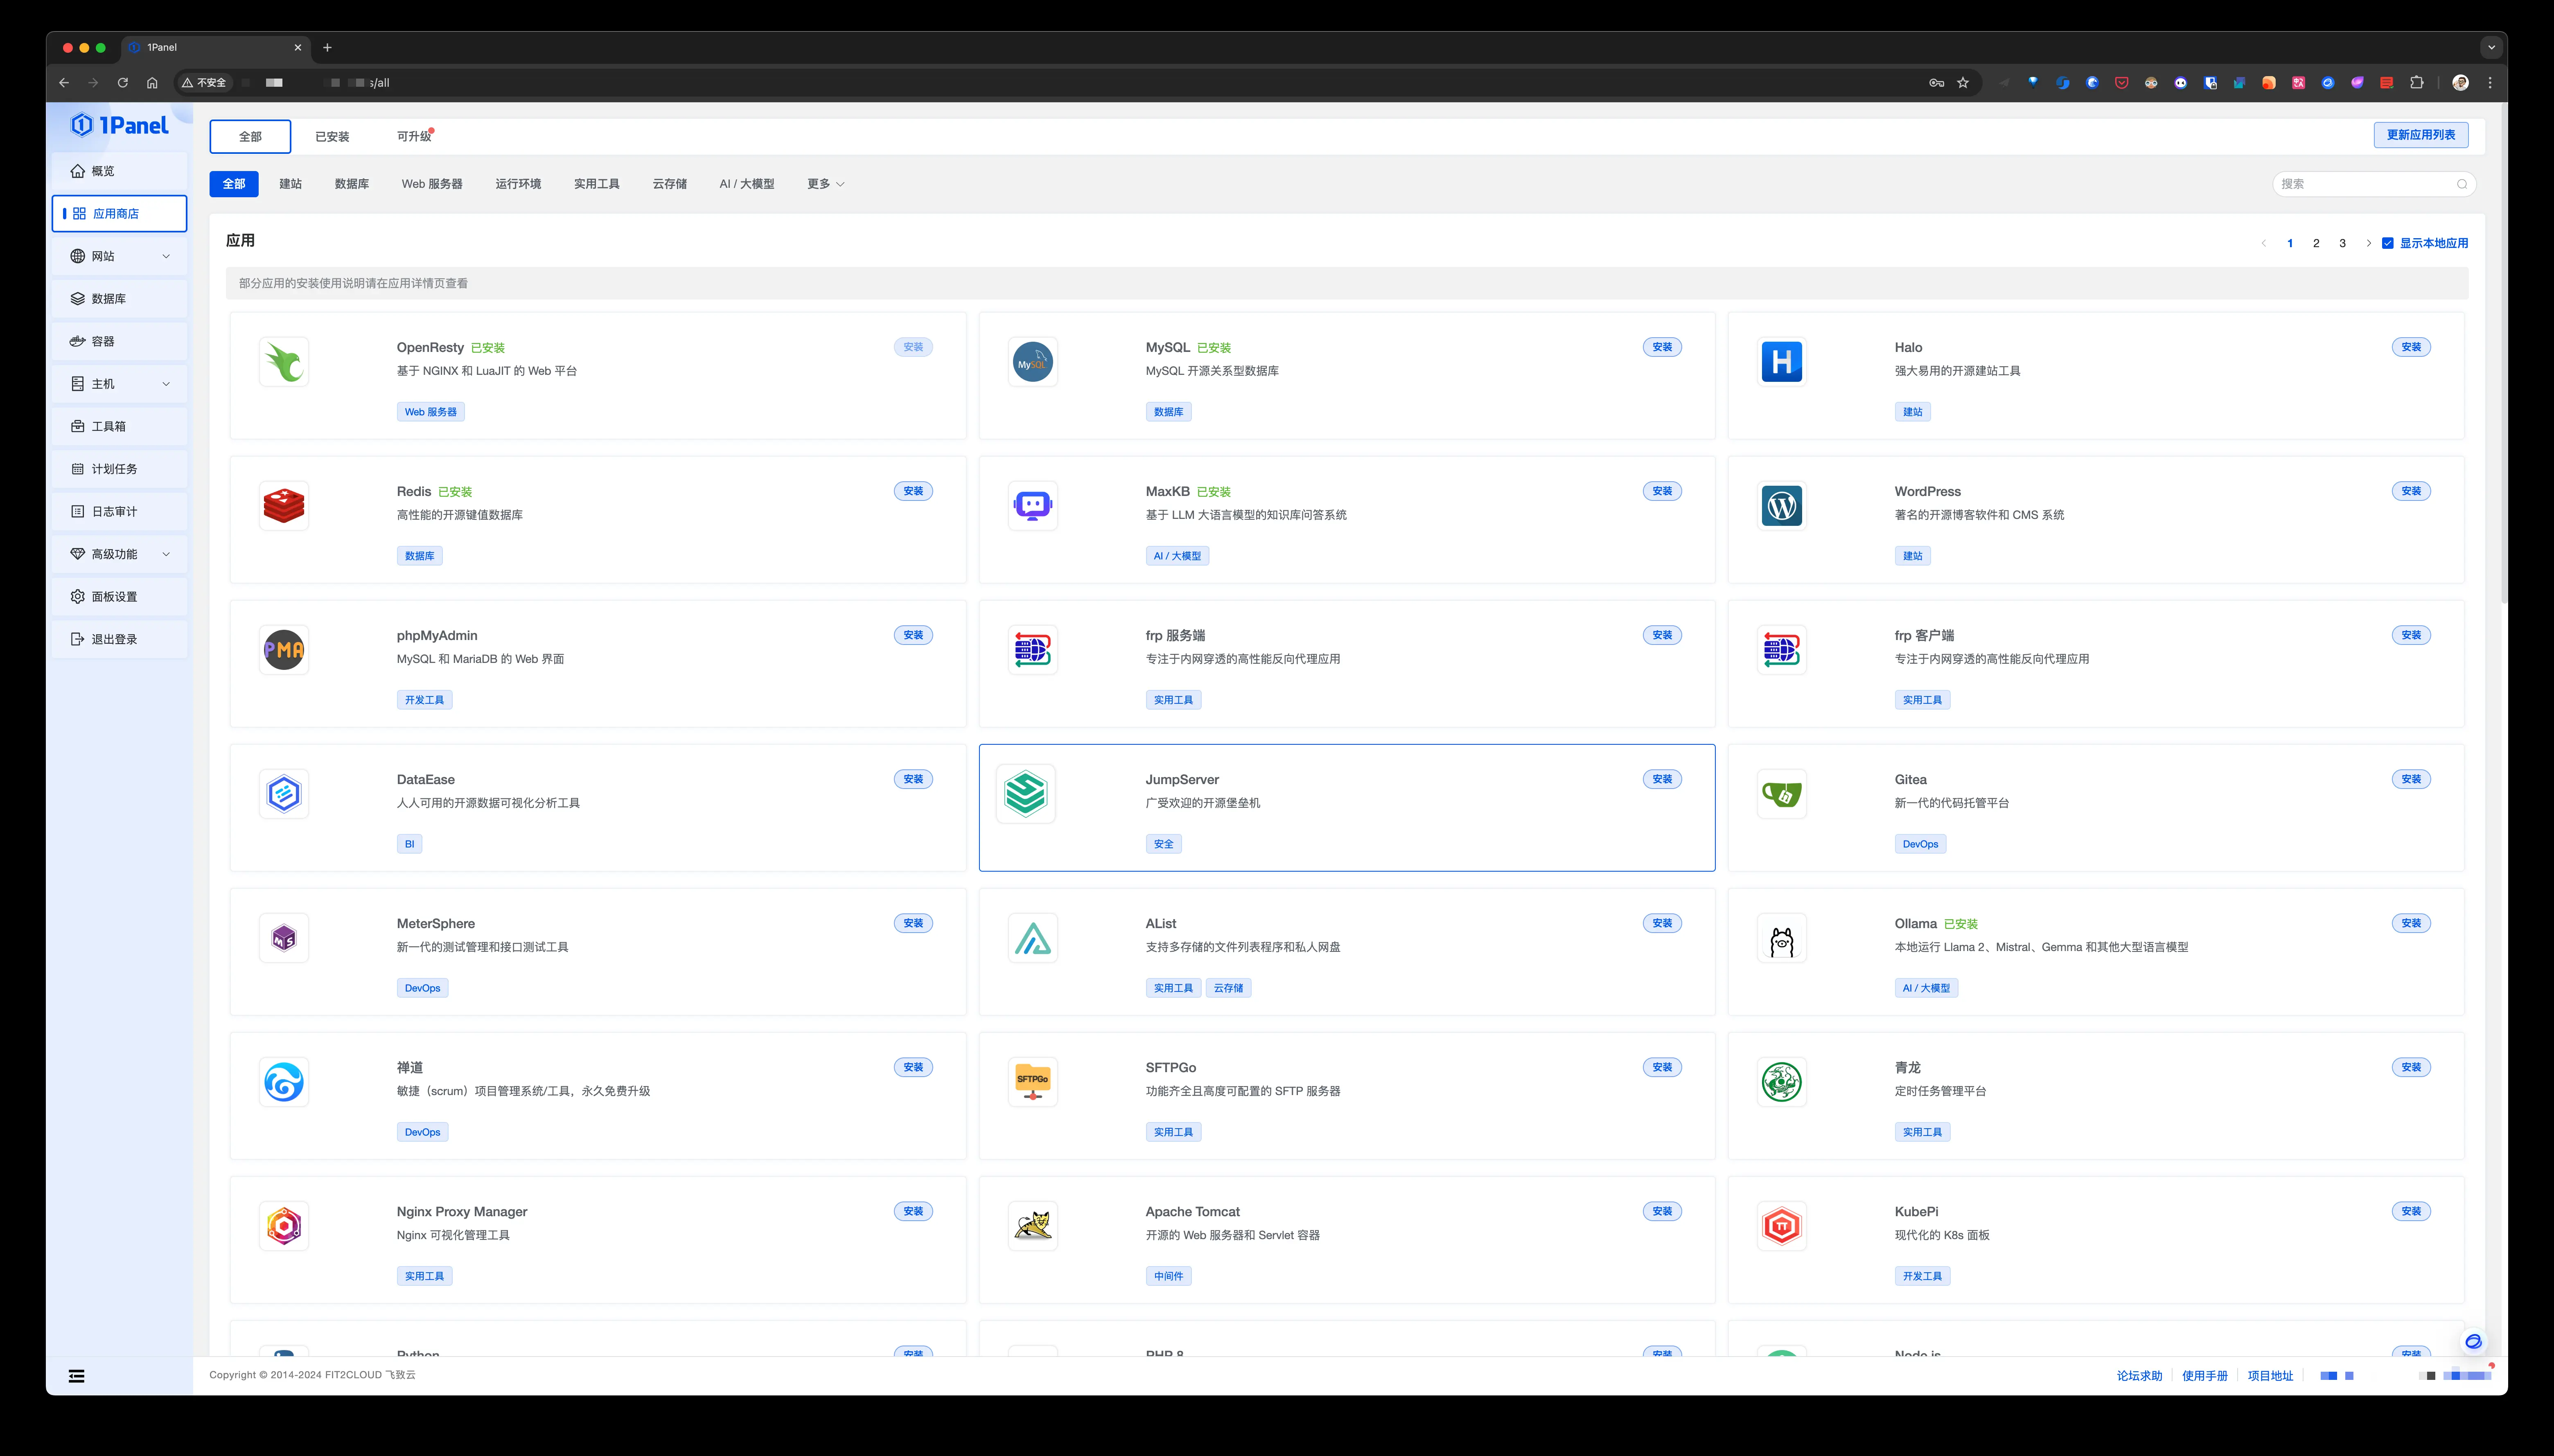 1Panel
不安全
s/all
1Panel
概览
应用商店
网站
数据库
容器
主机
工具箱
计划任务
日志审计
高级功能
面板设置
退出登录
全部
已安装
可升级
更新应用列表
全部
建站
数据库
Web 服务器
运行环境
实用工具
云存储
AI / 大模型
更多
搜索
应用
1 2 3
显示本地应用
部分应用的安装使用说明请在应用详情页查看
OpenResty 已安装
安装
基于 NGINX 和 LuaJIT 的 Web 平台
Web 服务器
MySQL
MySQL 已安装
安装
MySQL 开源关系型数据库
数据库
H
Halo
安装
强大易用的开源建站工具
建站
Redis 已安装
安装
高性能的开源键值数据库
数据库
MaxKB 已安装
安装
基于 LLM 大语言模型的知识库问答系统
AI / 大模型
WordPress
安装
著名的开源博客软件和 CMS 系统
建站
PMA
phpMyAdmin
安装
MySQL 和 MariaDB 的 Web 界面
开发工具
frp 服务端
安装
专注于内网穿透的高性能反向代理应用
实用工具
frp 客户端
安装
专注于内网穿透的高性能反向代理应用
实用工具
DataEase
安装
人人可用的开源数据可视化分析工具
BI
JumpServer
安装
广受欢迎的开源堡垒机
安全
Gitea
安装
新一代的代码托管平台
DevOps
MS
MeterSphere
安装
新一代的测试管理和接口测试工具
DevOps
AList
安装
支持多存储的文件列表程序和私人网盘
实用工具 云存储
Ollama 已安装
安装
本地运行 Llama 2、Mistral、Gemma 和其他大型语言模型
AI / 大模型
禅道
安装
敏捷（scrum）项目管理系统/工具，永久免费升级
DevOps
SFTPGo
SFTPGo
安装
功能齐全且高度可配置的 SFTP 服务器
实用工具
青龙
安装
定时任务管理平台
实用工具
Nginx Proxy Manager
安装
Nginx 可视化管理工具
实用工具
Apache Tomcat
安装
开源的 Web 服务器和 Servlet 容器
中间件
KubePi
安装
现代化的 K8s 面板
开发工具
Python
安装
PHP 8
安装
Node.js
安装
Copyright © 2014-2024 FIT2CLOUD 飞致云
论坛求助
使用手册
项目地址